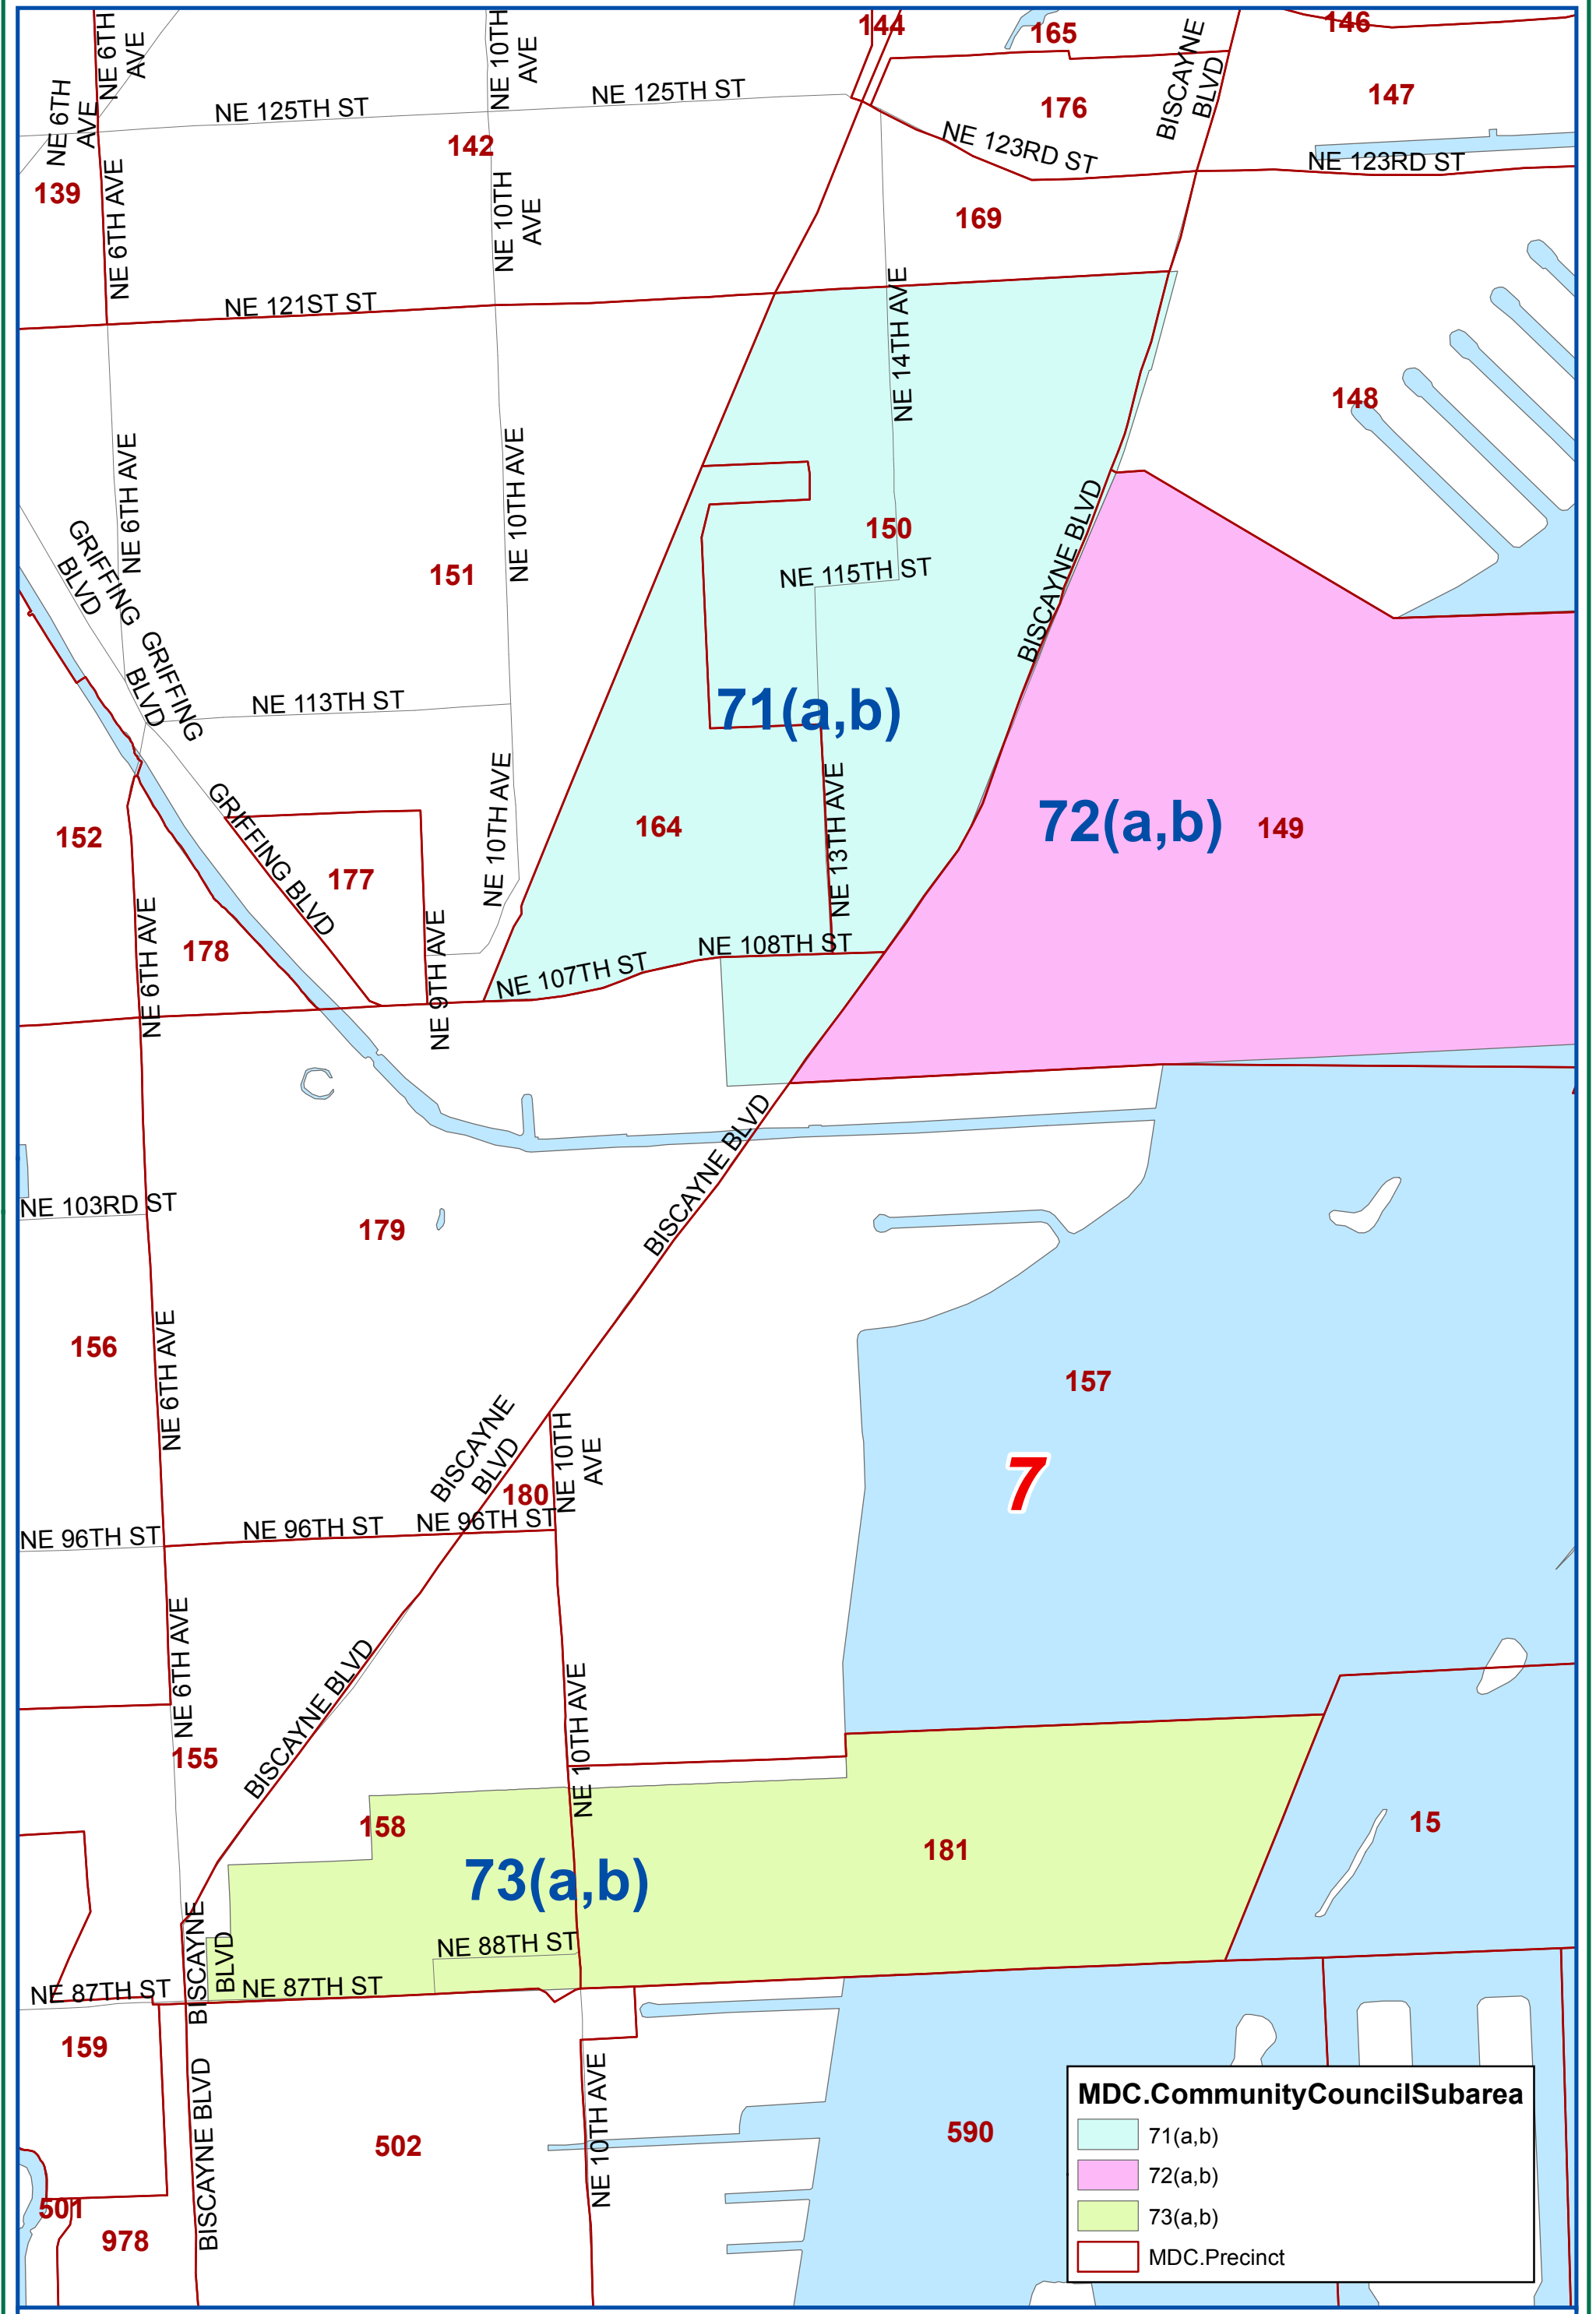 144
165
146
NE 6TH
AVE
NE 10TH
AVE
BISCAYNE
BLVD
NE 6TH
AVE
NE 125TH ST
NE 125TH ST
176
147
142
NE 123RD ST
NE 123RD ST
139
NE 6TH AVE
NE 10TH
AVE
169
NE 121ST ST
NE 14TH AVE
148
NE 6TH AVE
NE 10TH AVE
150
BISCAYNE BLVD
GRIFFING
BLVD
151
NE 115TH ST
GRIFFING
BLVD
NE 113TH ST
71(a,b)
NE 10TH AVE
GRIFFING BLVD
152
164
NE 13TH AVE
72(a,b)
149
177
NE 6TH AVE
178
NE 9TH AVE
NE 107TH ST
NE 108TH ST
BISCAYNE BLVD
NE 103RD ST
179
156
NE 6TH AVE
157
BISCAYNE
BLVD
NE 10TH
AVE
7
180
NE 96TH ST
NE 96TH ST
NE 96TH ST
NE 6TH AVE
BISCAYNE BLVD
NE 10TH AVE
155
158
181
15
73(a,b)
BISCAYNE
BLVD
NE 88TH ST
NE 87TH ST
NE 87TH ST
159
BISCAYNE BLVD
NE 10TH AVE
502
590
501
978
MDC.CommunityCouncilSubarea
71(a,b)
72(a,b)
73(a,b)
MDC.Precinct